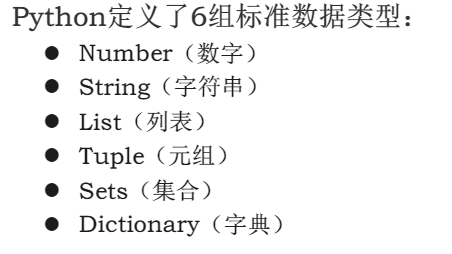 Python定义了6组标准数据类型：
● Number（数字）
● String（字符串）
● List（列表）
● Tuple（元组）
● Sets（集合）
● Dictionary（字典）